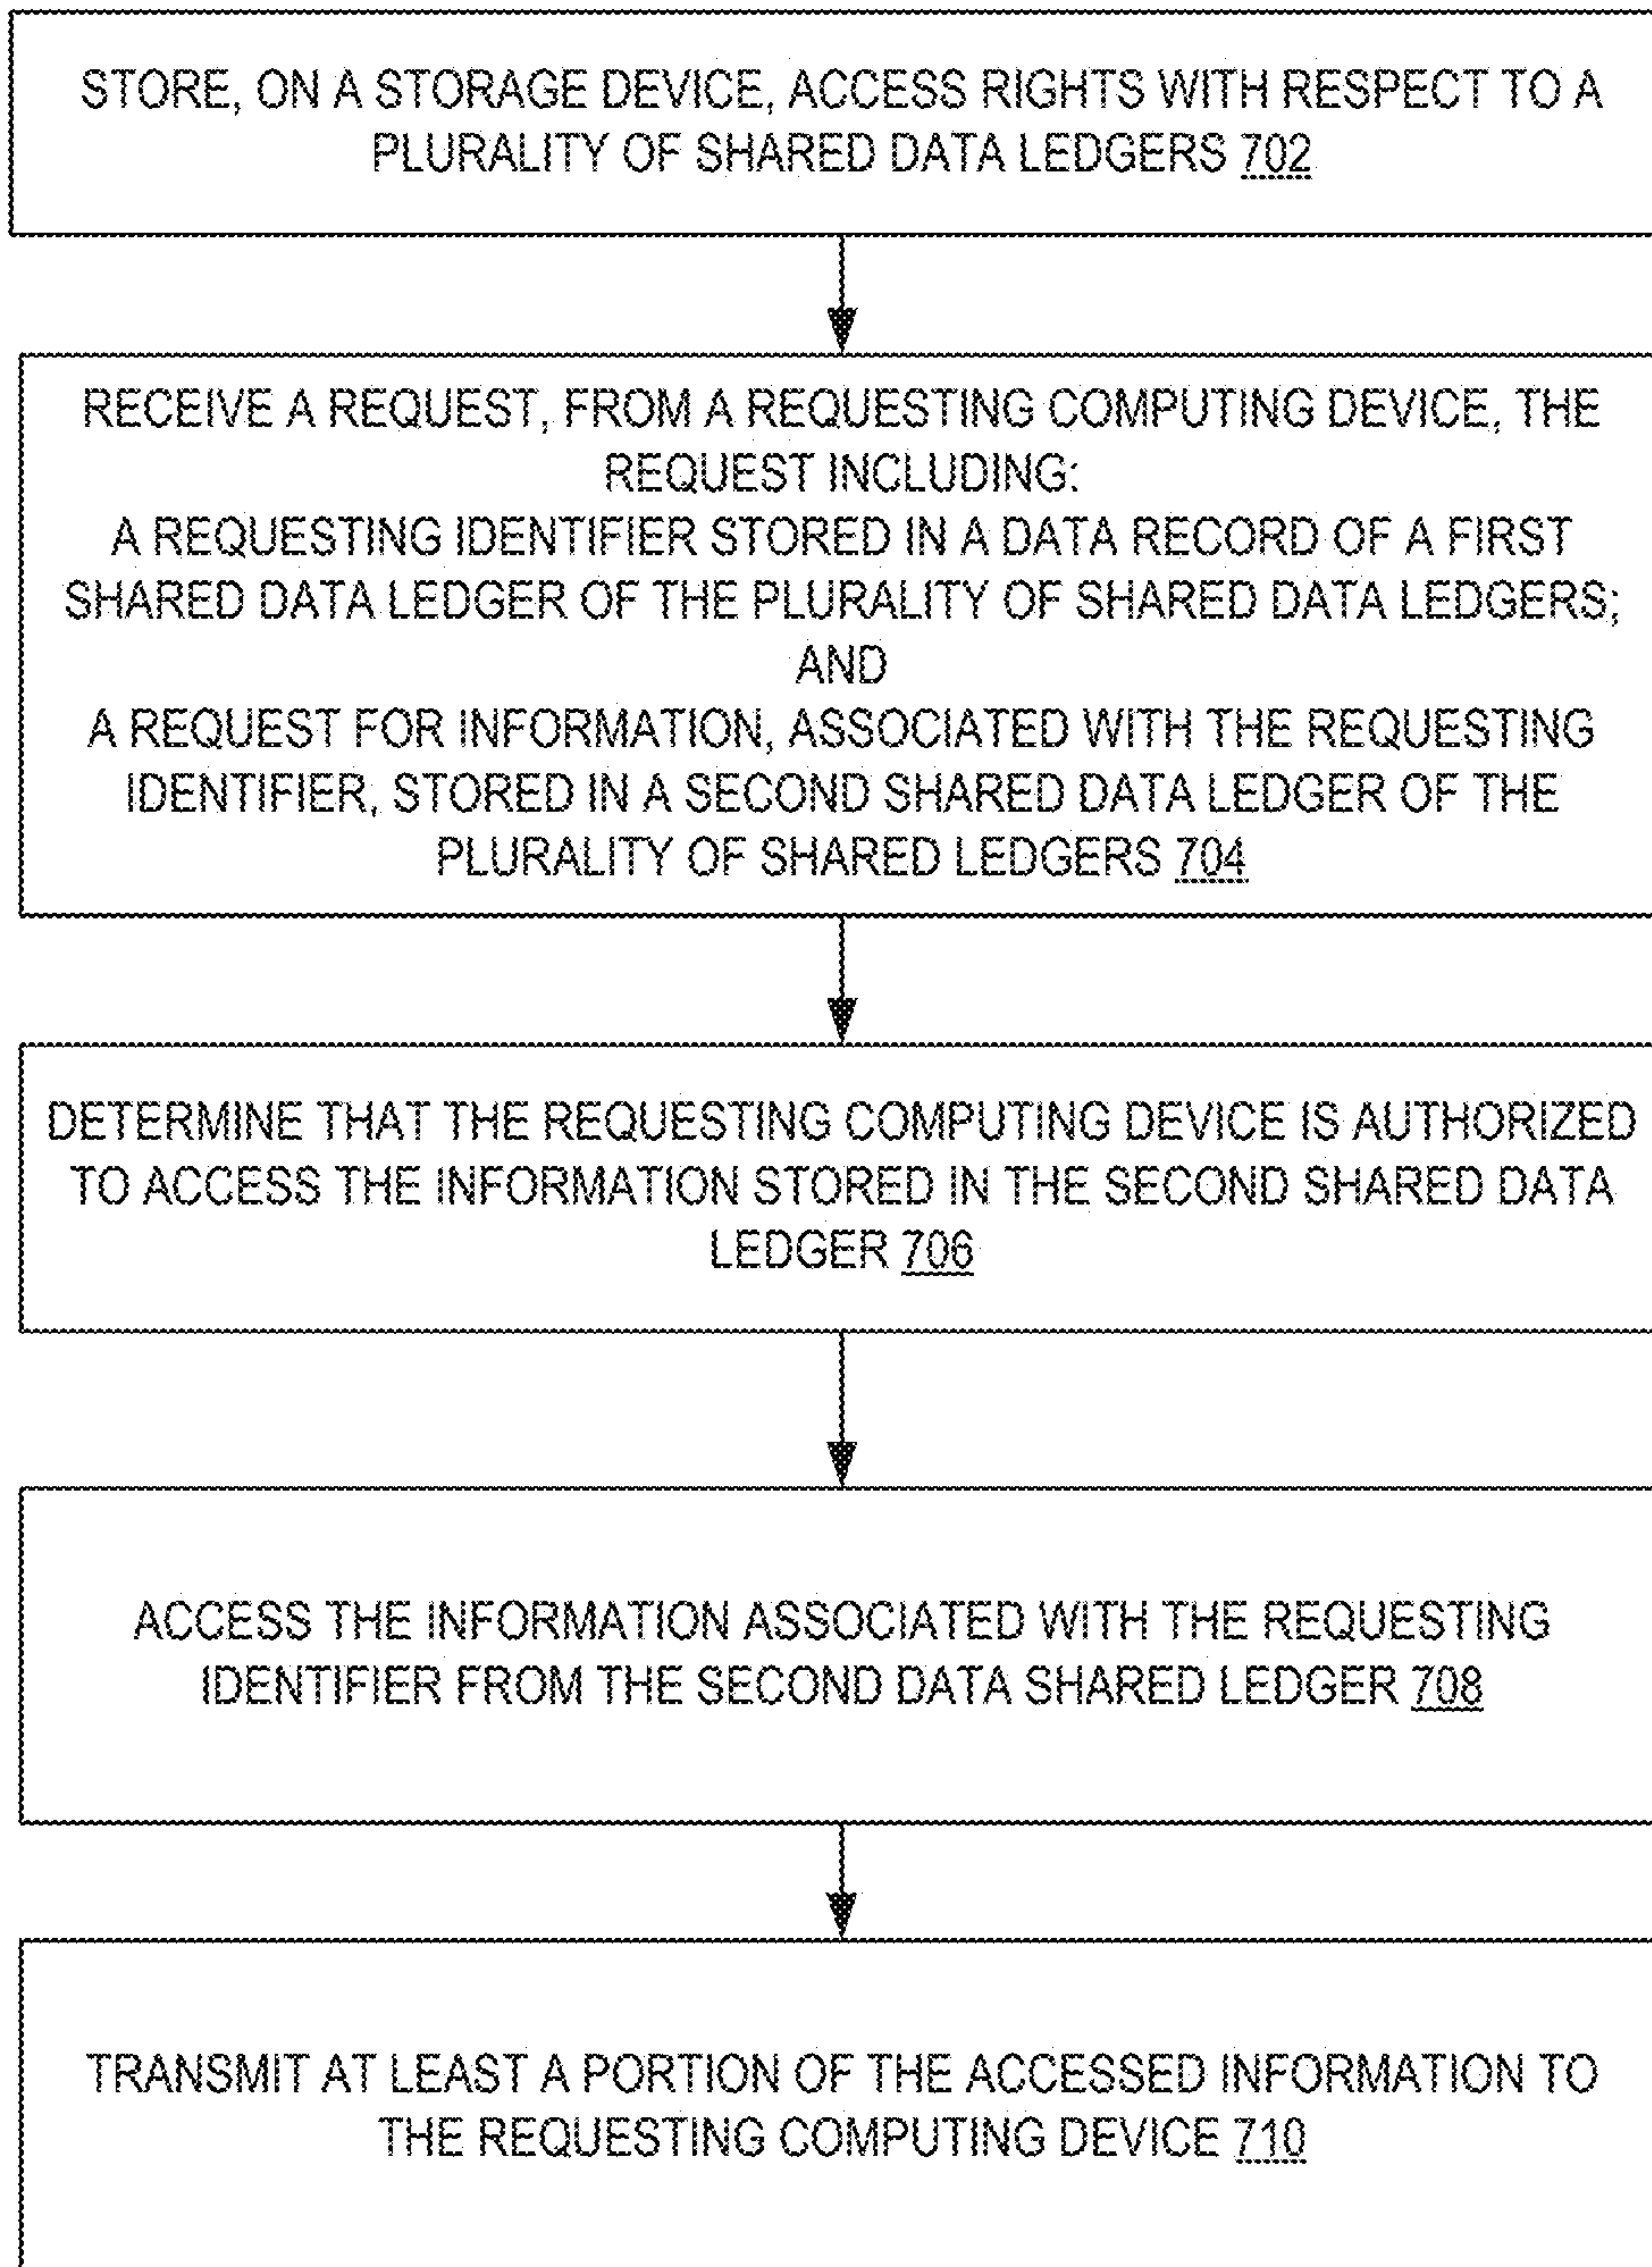 STORE, ON A STORAGE DEVICE, ACCESS RIGHTS WITH RESPECT TO A
PLURALITY OF SHARED DATA LEDGERS 702
RECEIVE A REQUEST, FROM A REQUESTING COMPUTING DEVICE, THE
REQUEST INCLUDING:
A REQUESTING IDENTIFIER STORED IN A DATA RECORD OF A FIRST
SHARED DATA LEDGER OF THE PLURALITY OF SHARED DATA LEDGERS;
AND
A REQUEST FOR INFORMATION, ASSOCIATED WITH THE REQUESTING
IDENTIFIER, STORED IN A SECOND SHARED DATA LEDGER OF THE
PLURALITY OF SHARED LEDGERS 704
DETERMINE THAT THE REQUESTING COMPUTING DEVICE IS AUTHORIZED
TO ACCESS THE INFORMATION STORED IN THE SECOND SHARED DATA
LEDGER 706
ACCESS THE INFORMATION ASSOCIATED WITH THE REQUESTING
IDENTIFIER FROM THE SECOND DATA SHARED LEDGER 708
TRANSMIT AT LEAST A PORTION OF THE ACCESSED INFORMATION TO
THE REQUESTING COMPUTING DEVICE 710